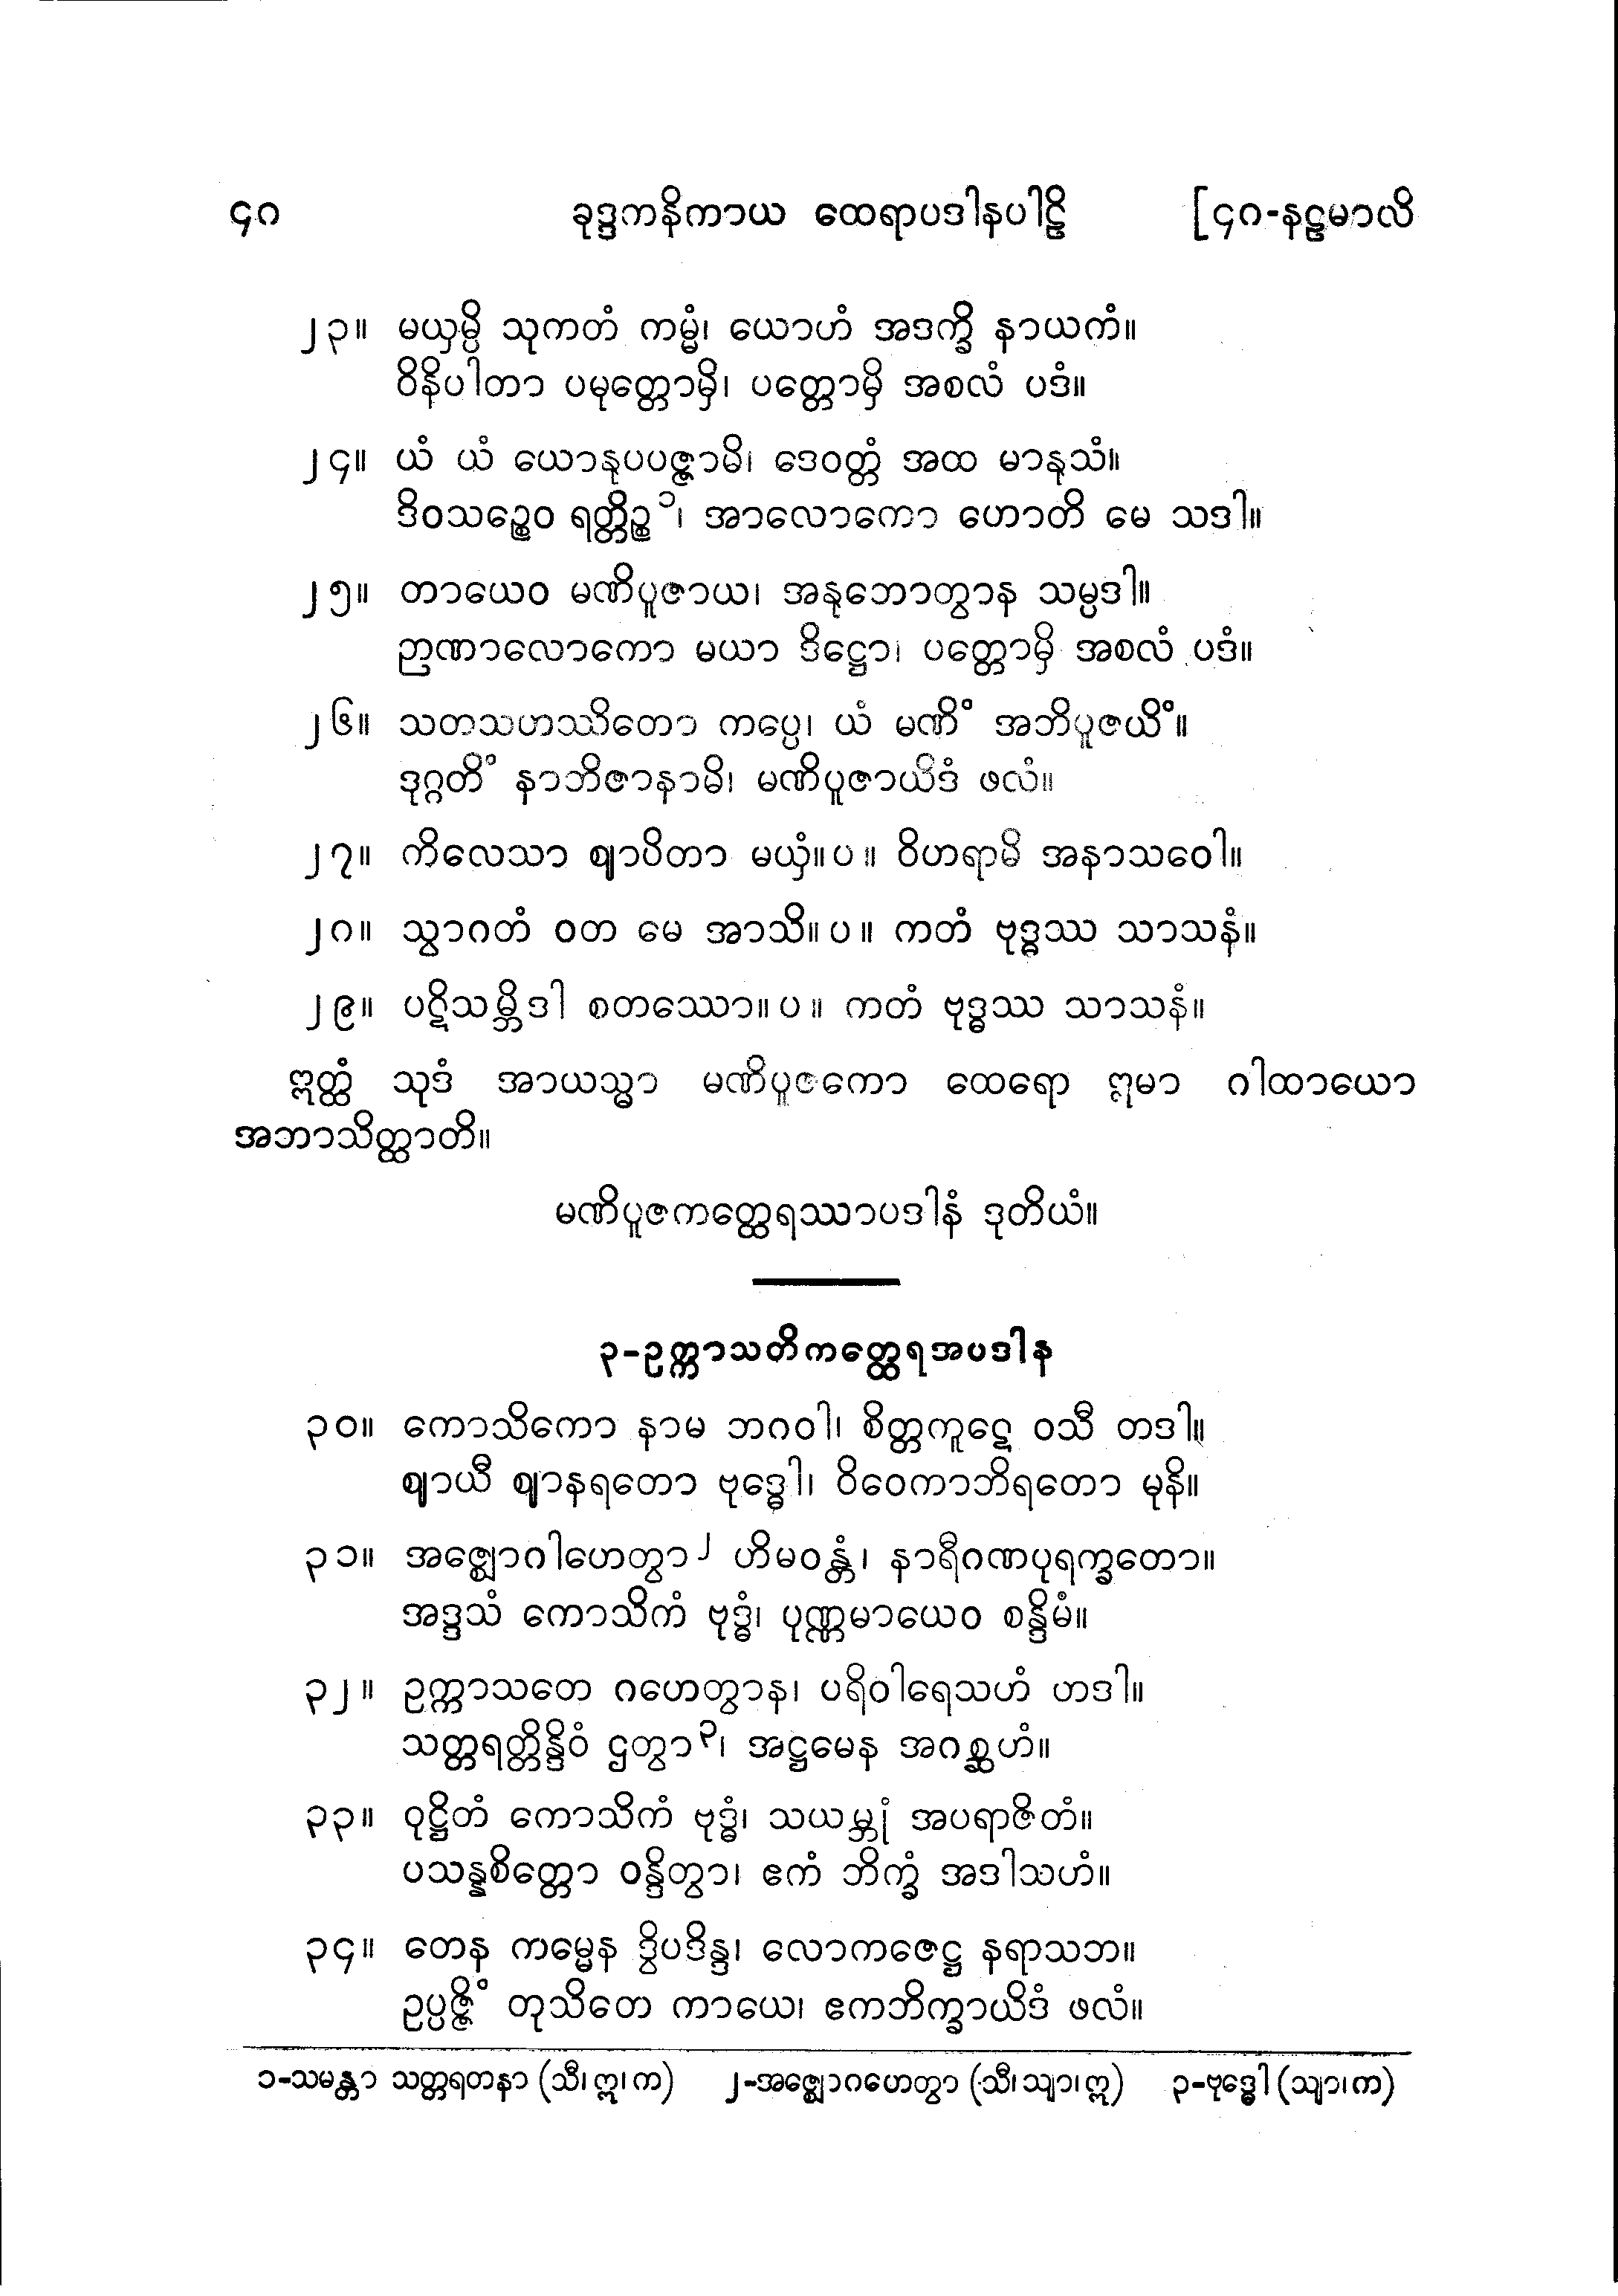 ၄၈ ခုဒ္ဒကနိကာယ ထေရာပဒါနပါဠိ [၄၈-နဠမာလိ
၂၃။ မယှမ္ပိ သုကတံ ကမ္မံ၊ ယောဟံ အဒက္ခိ နာယကံ။
ဝိနိပါတာ ပမုတ္တောမှိ၊ ပတ္တောမှိ အစလံ ပဒံ။
၂၄။ ယံ ယံ ယောနုပပဇ္ဇာမိ၊ ဒေဝတ္တံ အထ မာနုသံ။
ဒိဝသဉ္စေဝ ရတ္တိဉ္စ၁၊ အာလောကော ဟောတိ မေ သဒါ။
၂၅။ တာယေဝ မဏိပူဇာယ၊ အနုဘောတွာန သမ္ပဒါ။
ဉာဏာလောကော မယာ ဒိဋ္ဌော၊ ပတ္တောမှိ အစလံ ပဒံ။
၂၆။ သတသဟဿိတော ကပ္ပေ၊ ယံ မဏိံ အဘိပူဇယိံ။
ဒုဂ္ဂတိံ နာဘိဇာနာမိ၊ မဏိပူဇာယိဒံ ဖလံ။
၂၇။ ကိလေသာ ဈာပိတာ မယှံ။ပ။ ဝိဟရာမိ အနာသဝေါ။
၂၈။ သွာဂတံ ဝတ မေ အာသိ။ပ။ ကတံ ဗုဒ္ဓဿ သာသနံ။
၂၉။ ပဋိသမ္ဘိဒါ စတဿော။ပ။ ကတံ ဗုဒ္ဓဿ သာသနံ။
ဣတ္ထံ သုဒံ အာယသ္မာ မဏိပူဇကော ထေရော ဣမာ ဂါထာယော
အဘာသိတ္ထာတိ။
မဏိပူဇကတ္ထေရဿာပဒါနံ ဒုတိယံ။
၃-ဥက္ကာသတိကတ္ထေရအပဒါန
၃၀။ ကောသိကော နာမ ဘဂဝါ၊ စိတ္တကူဋေ ဝသီ တဒါ။
ဈာယီ ဈာနရတော ဗုဒ္ဓေါ၊ ဝိဝေကာဘိရတော မုနိ။
၃၁။ အဇ္ဈောဂါဟေတွာ၂ ဟိမဝန္တံ၊ နာရီဂဏပုရက္ခတော။
အဒ္ဒသံ ကောသိကံ ဗုဒ္ဓံ၊ ပုဏ္ဏမာယေဝ စန္ဒိမံ။
၃၂။ ဥက္ကာသတေ ဂဟေတွာန၊ ပရိဝါရေသဟံ တဒါ။
သတ္တရတ္တိန္ဒိဝံ ဌတွာ၃၊ အဋ္ဌမေန အဂစ္ဆဟံ။
၃၃။ ဝုဋ္ဌိတံ ကောသိကံ ဗုဒ္ဓံ၊ သယမ္ဘုံ အပရာဇိတံ။
ပသန္နစိတ္တော ဝန္ဒိတွာ၊ ဧကံ ဘိက္ခံ အဒါသဟံ။
၃၄။ တေန ကမ္မေန ဒွိပဒိန္ဒ၊ လောကဇေဋ္ဌ နရာသဘ။
ဥပ္ပဇ္ဇိံ တုသိတေ ကာယေ၊ ဧကဘိက္ခာယိဒံ ဖလံ။
၁-သမန္တာ သတ္တရတနာ (သီ၊ဣ၊က) ၂-အဇ္ဈောဂဟေတွာ (သီ၊သျာ၊ဣ) ၃-ဗုဒ္ဓေါ (သျာ၊က)